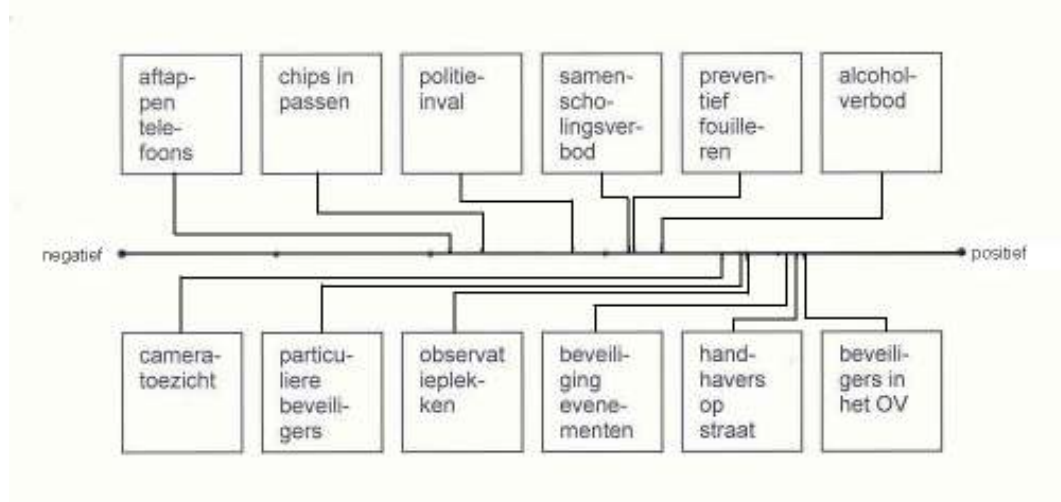 aftap-
pen
tele-
foons
chips in
passen
politie-
inval
samen-
scho-
lingsver-
bod
preven-
tief
fouille-
ren
alcohol-
verbod
negatief
positief
camera-
toezicht
particu-
liere
beveili-
gers
observat
ieplek-
ken
beveili-
ging
evene-
menten
hand-
havers
op
straat
beveili-
gers in
het OV